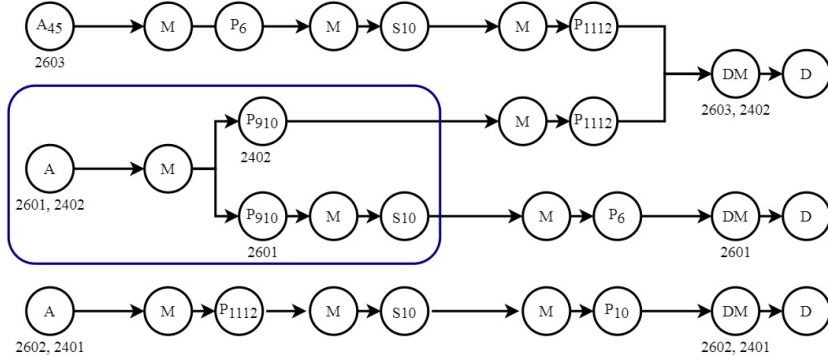 A45 M P6 M S10 M P1112
2603
DM D
2603, 2402
P910 M P1112
2402
A M
2601, 2402
P910 M S10 M P6 DM D
2601 2601
A M P1112 M S10 M P10 DM D
2602, 2401 2602, 2401